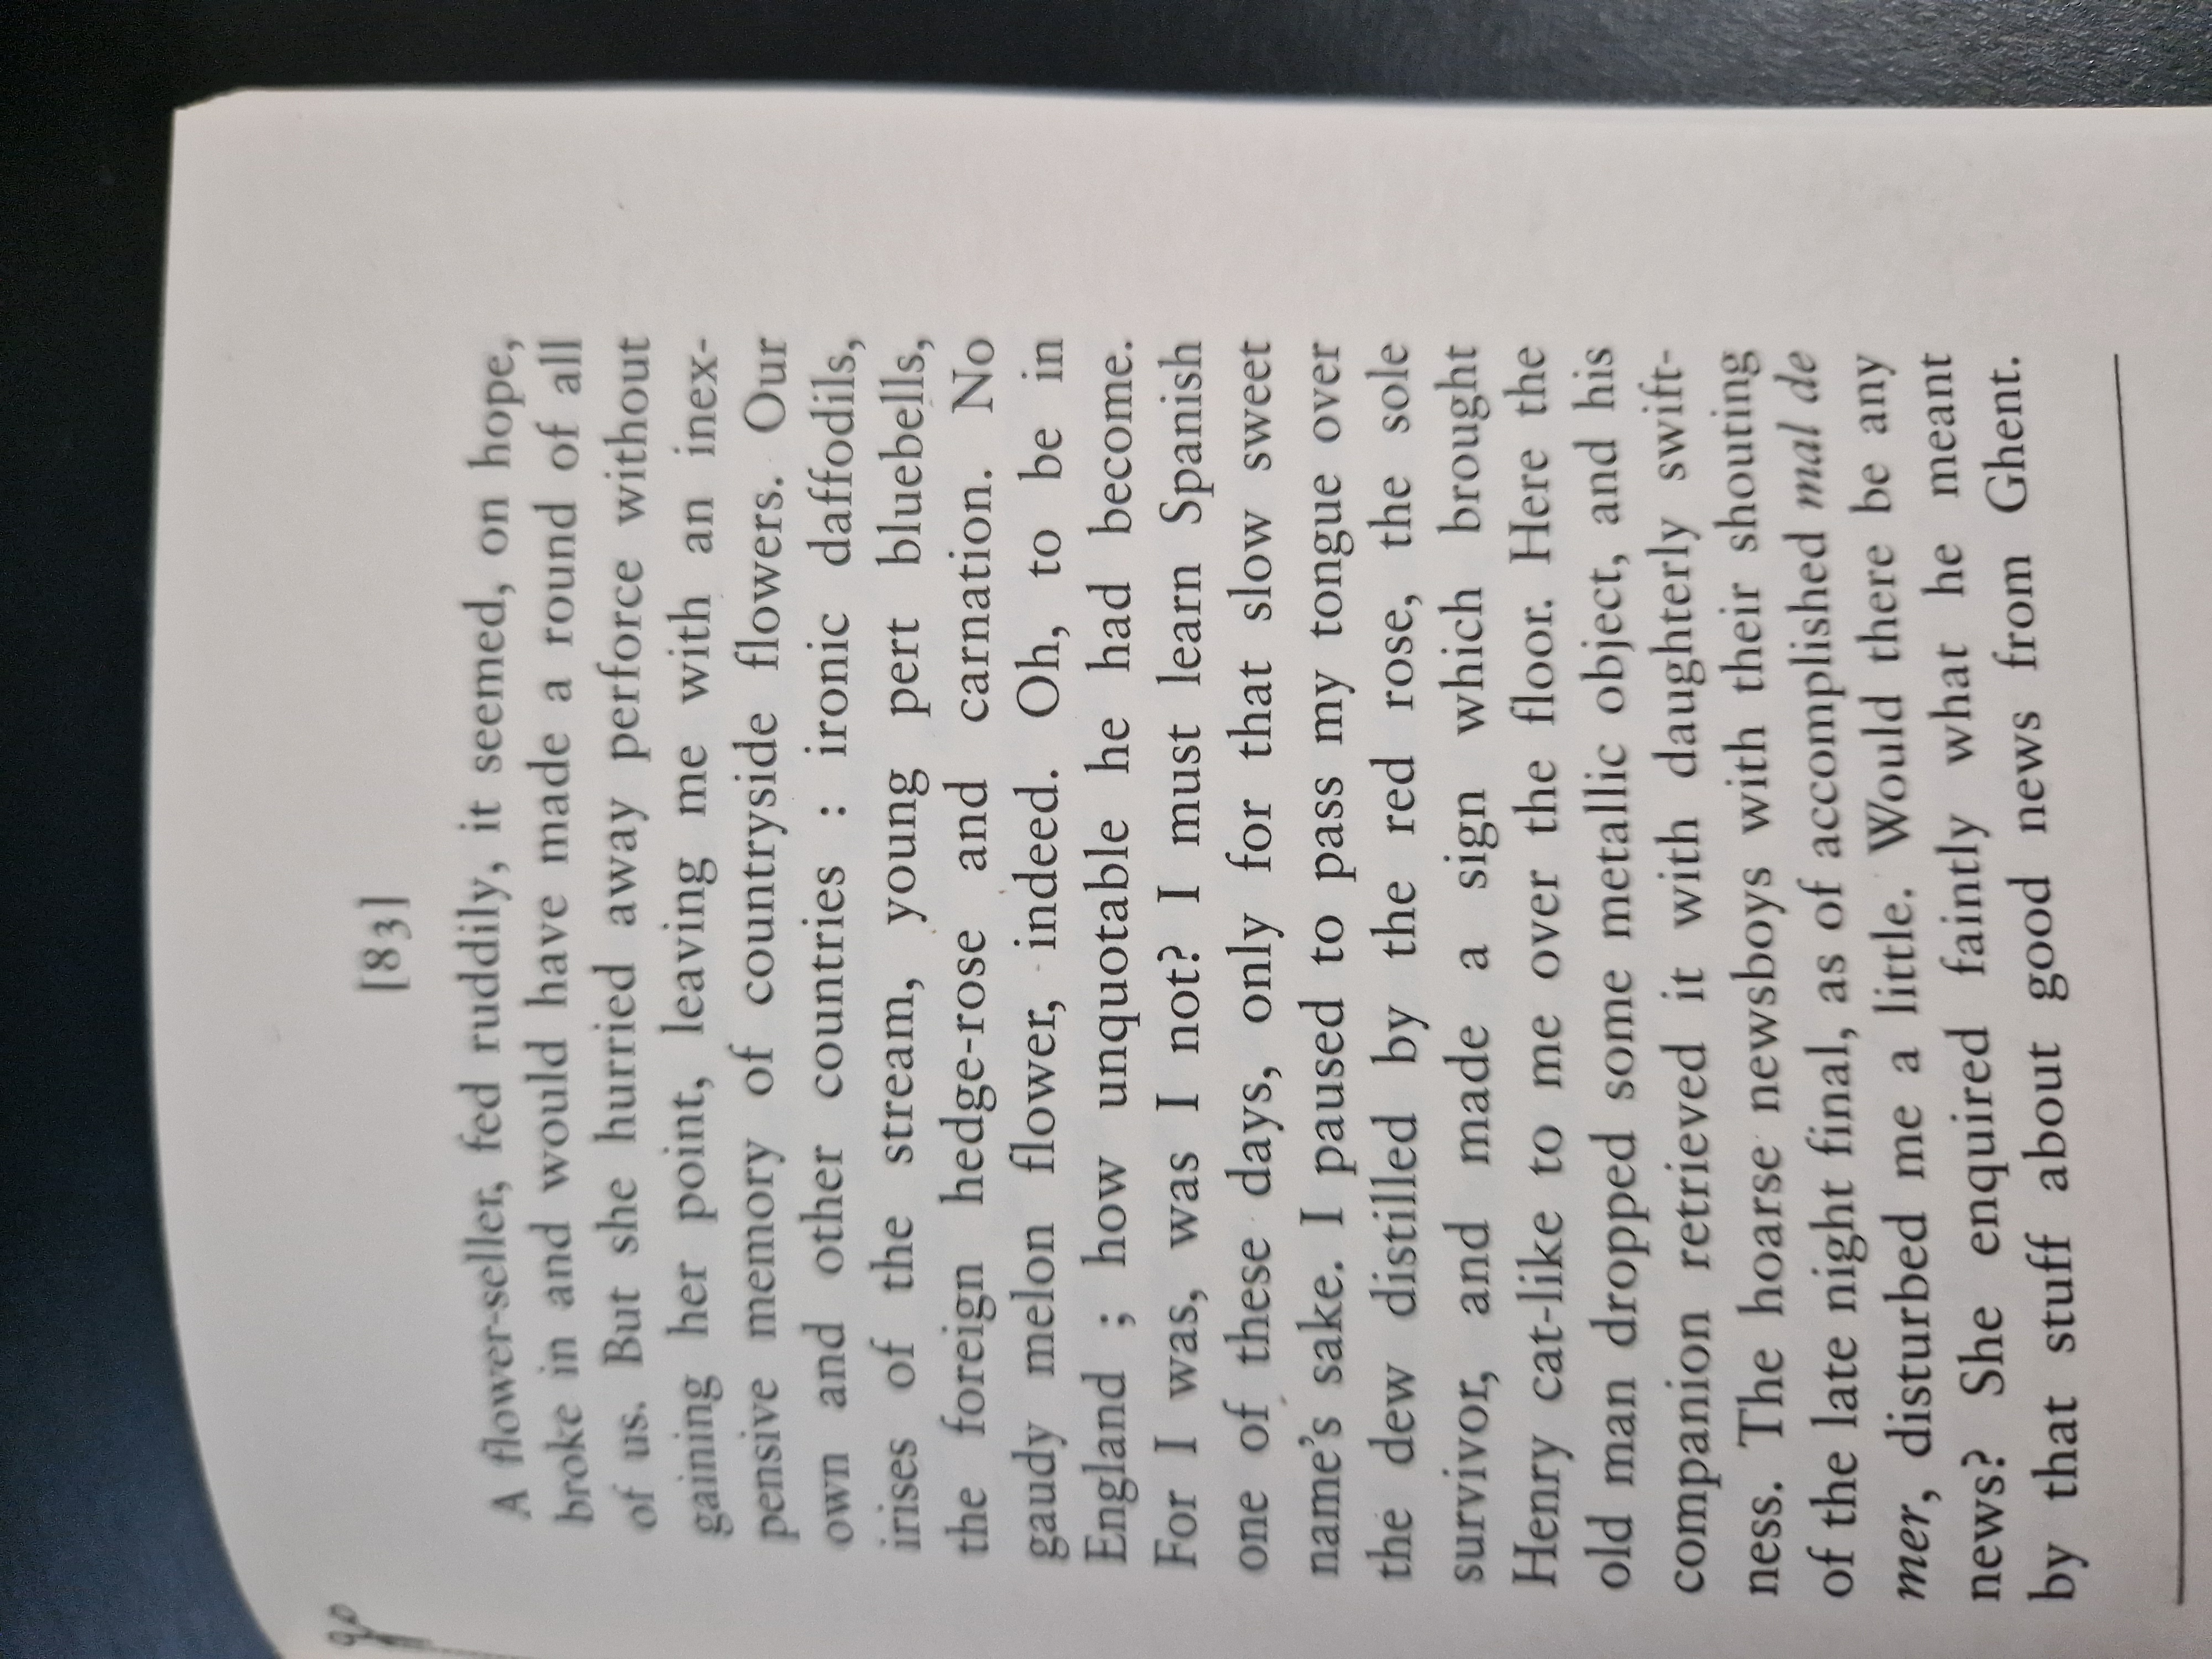 [83]
A flower-seller, fed ruddily, it seemed, on hope,
broke in and would have made a round of all
of us. But she hurried away perforce without
gaining her point, leaving me with an inex-
pensive memory of countryside flowers. Our
own and other countries : ironic daffodils,
irises of the stream, young pert bluebells,
the foreign hedge-rose and carnation. No
gaudy melon flower, indeed. Oh, to be in
England ; how unquotable he had become.
For I was, was I not? I must learn Spanish
one of these days, only for that slow sweet
name's sake. I paused to pass my tongue over
the dew distilled by the red rose, the sole
survivor, and made a sign which brought
Henry cat-like to me over the floor. Here the
old man dropped some metallic object, and his
companion retrieved it with daughterly swift-
ness. The hoarse newsboys with their shouting
of the late night final, as of accomplished mal de
mer, disturbed me a little. Would there be any
news? She enquired faintly what he meant
by that stuff about good news from Ghent.